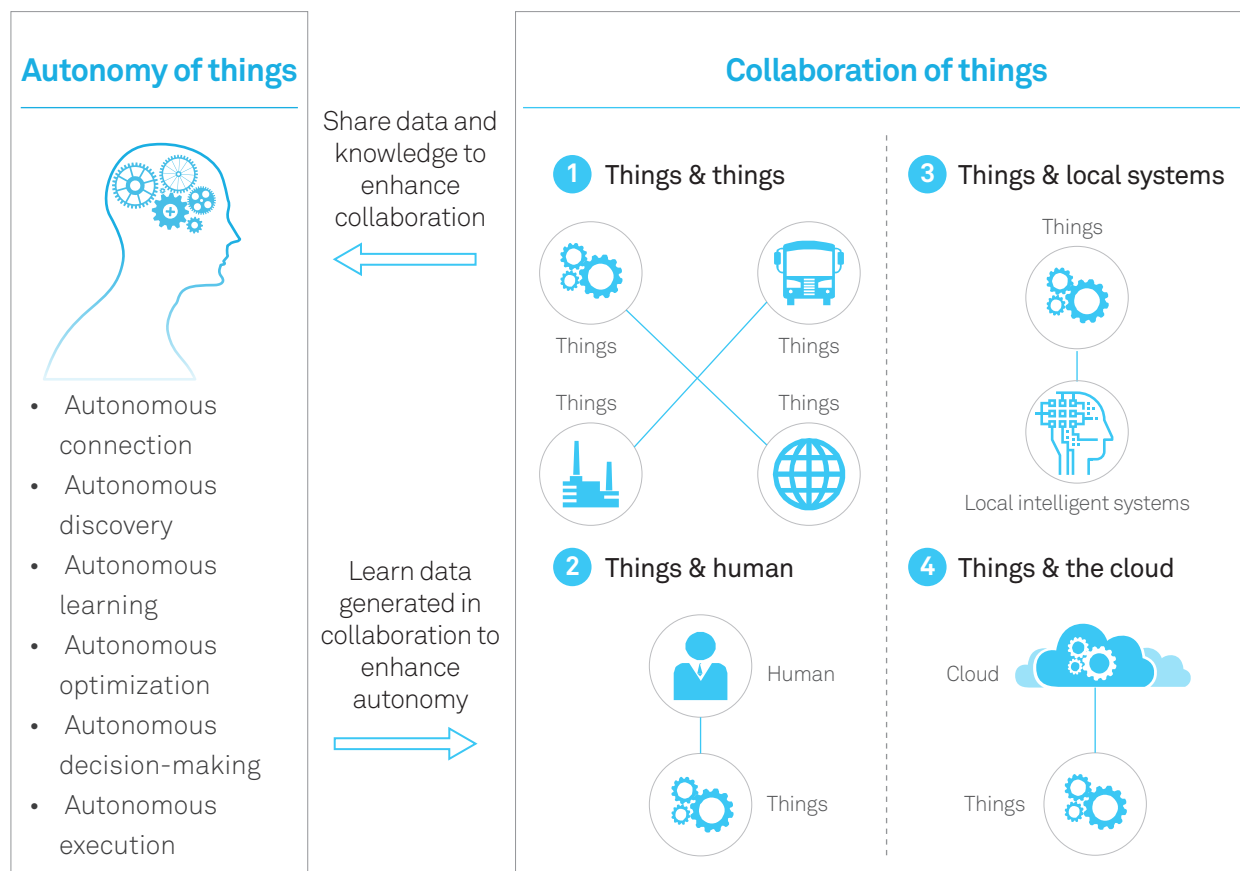 Autonomy of things
• Autonomous
connection
• Autonomous
discovery
• Autonomous
learning
• Autonomous
optimization
• Autonomous
decision-making
• Autonomous
execution
Share data and
knowledge to
enhance
collaboration
Learn data
generated in
collaboration to
enhance
autonomy
Collaboration of things
1 Things & things
Things
Things
Things
Things
2 Things & human
Human
Things
3 Things & local systems
Things
Local intelligent systems
4 Things & the cloud
Cloud
Things